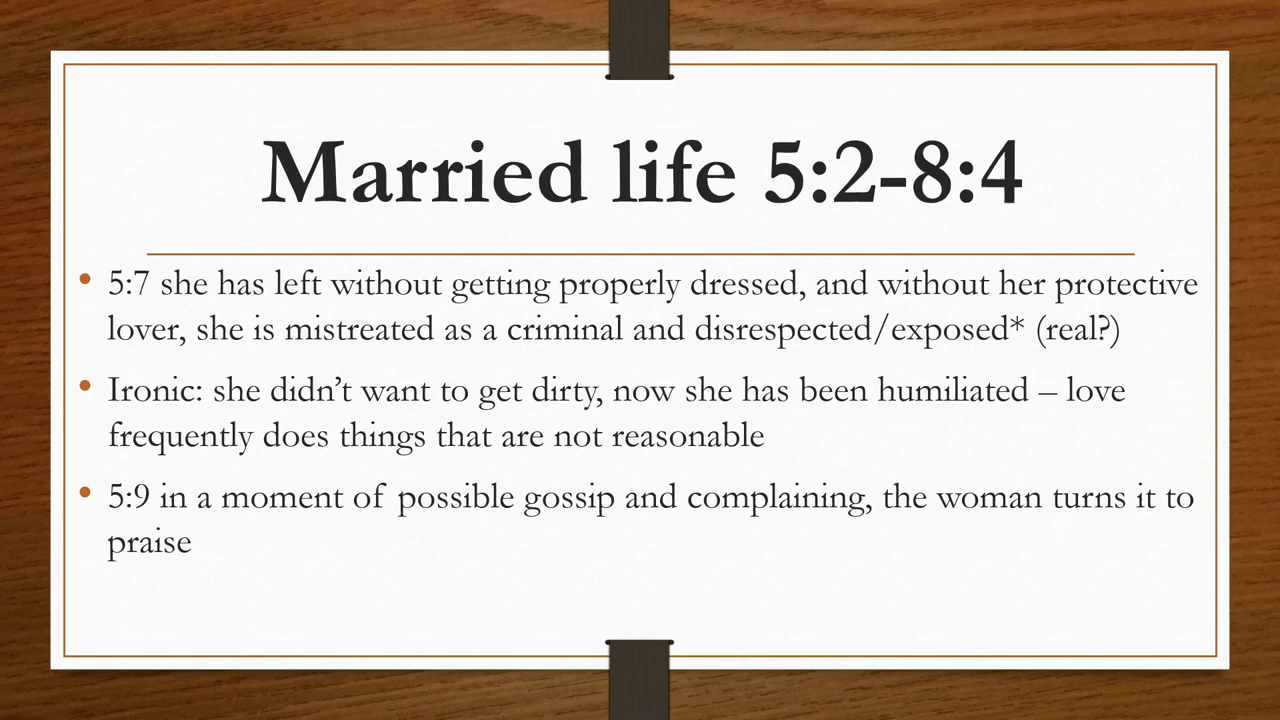 Married life 5:2-8:4
• 5:7 she has left without getting properly dressed, and without her protective
lover, she is mistreated as a criminal and disrespected/exposed* (real?)
• Ironic: she didn’t want to get dirty, now she has been humiliated – love
frequently does things that are not reasonable
• 5:9 in a moment of possible gossip and complaining, the woman turns it to
praise